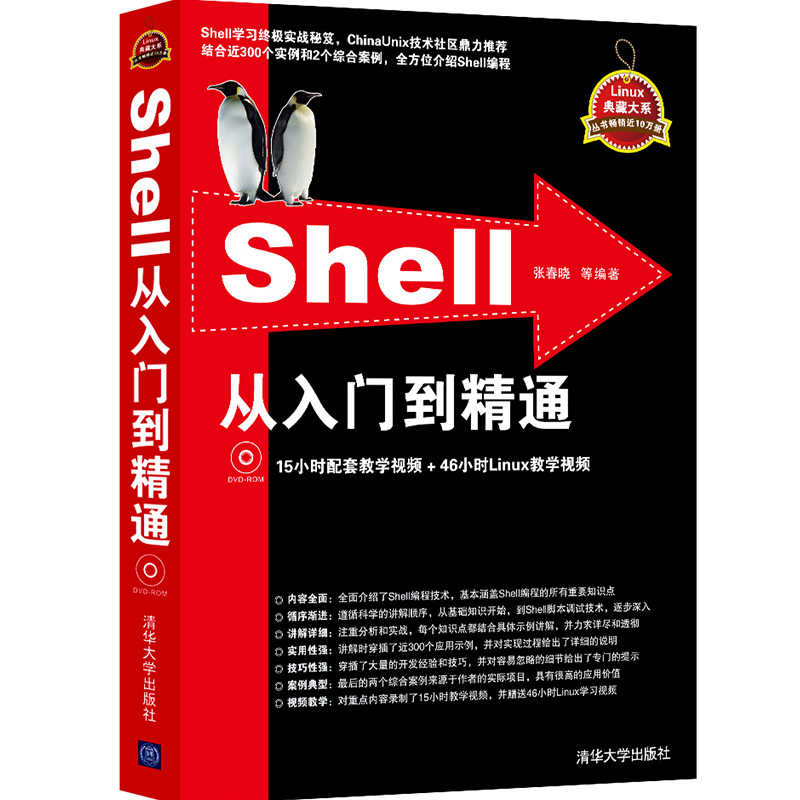 Linux
典藏大系
丛书畅销近10万册
Shell从入门到精通
DVD-ROM
清华大学出版社
Shell学习终极实战秘笈，ChinaUnix技术社区鼎力推荐
结合近300个实例和2个综合案例，全方位介绍Shell编程
Linux
典藏大系
丛书畅销近10万册
Shell
张春晓 等编著
从入门到精通
DVD-ROM
15小时配套教学视频 + 46小时Linux教学视频
◎ 内容全面：全面介绍了Shell编程技术，基本涵盖Shell编程的所有重要知识点
◎ 循序渐进：遵循科学的讲解顺序，从基础知识开始，到Shell脚本调试技术，逐步深入
◎ 讲解详细：注重分析和实战，每个知识点都结合具体示例讲解，并力求详尽和透彻
◎ 实用性强：讲解时穿插了近300个应用示例，并对实现过程给出了详细的说明
◎ 技巧性强：穿插了大量的开发经验和技巧，并对容易忽略的细节给出了专门的提示
◎ 案例典型：最后的两个综合案例来源于作者的实际项目，具有很高的应用价值
◎ 视频教学：对重点内容录制了15小时教学视频，并赠送46小时Linux学习视频
清华大学出版社